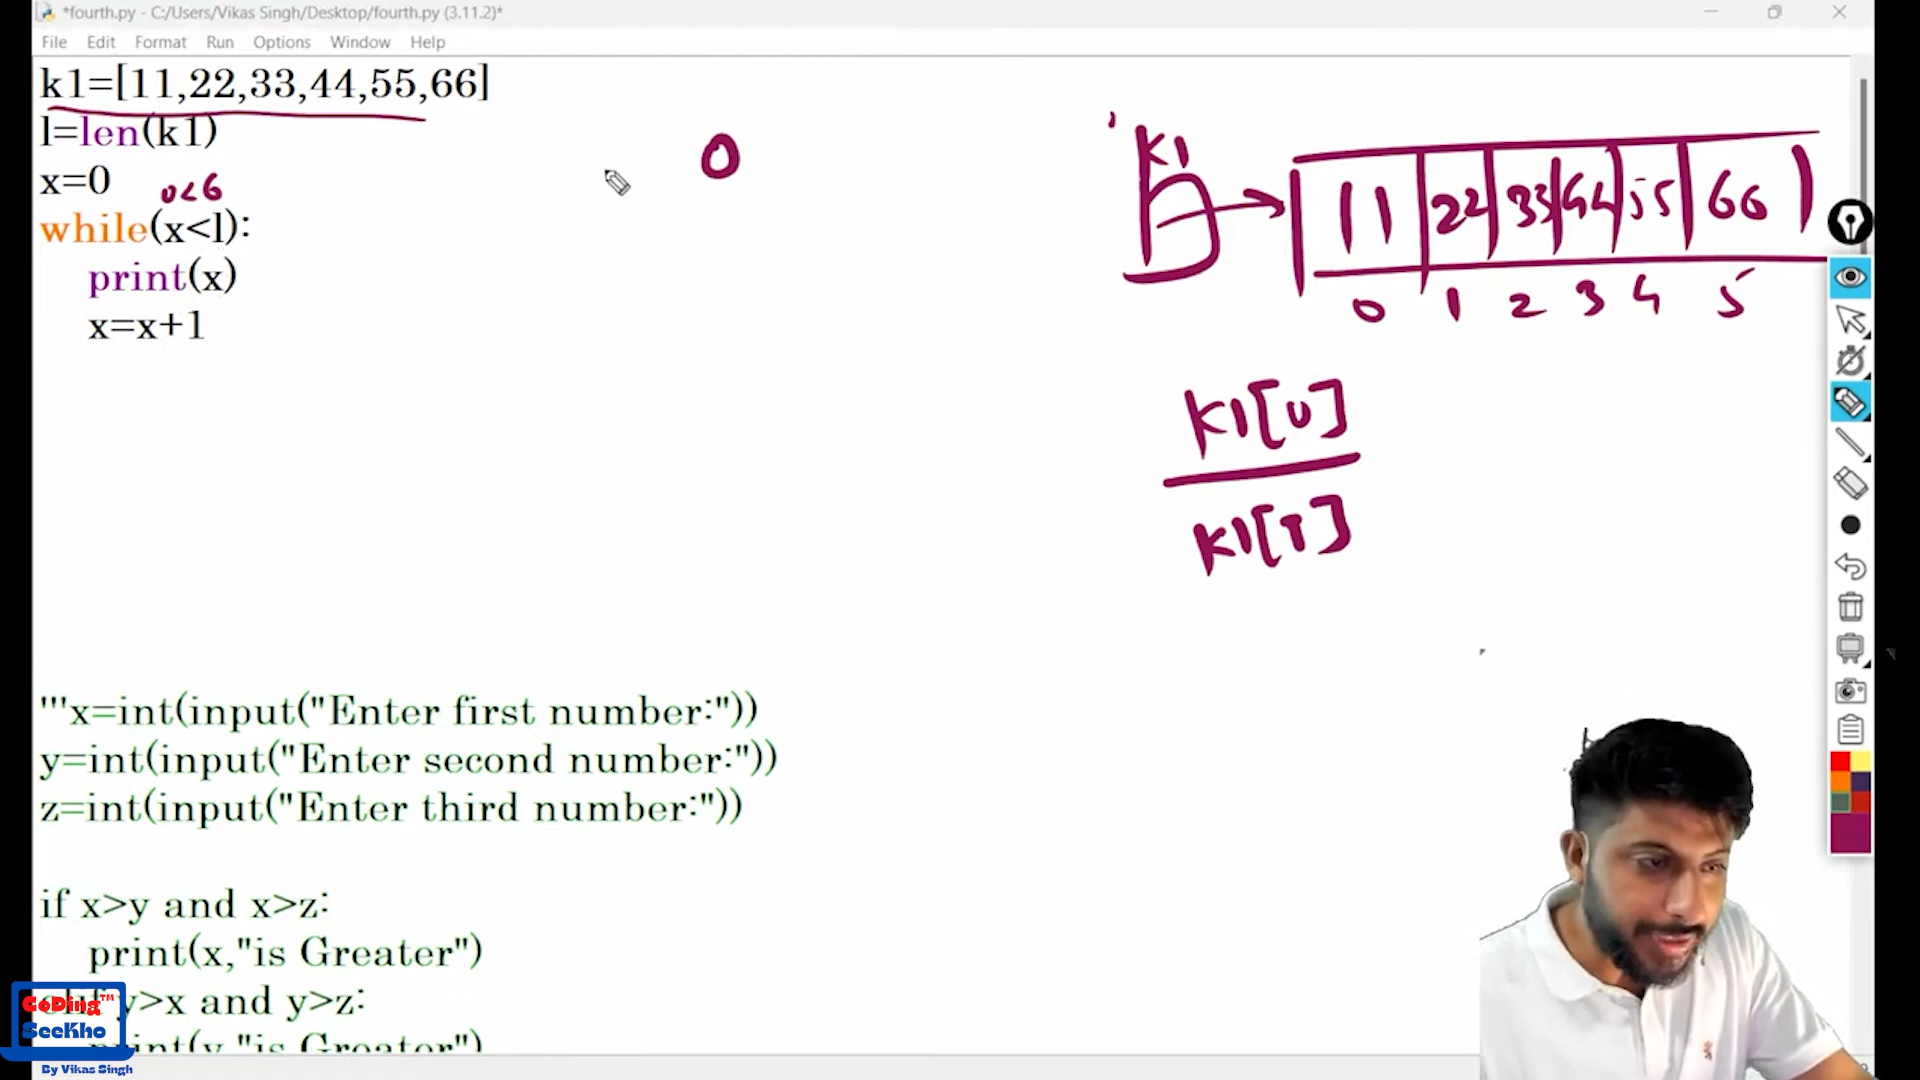 *fourth.py - C:/Users/Vikas Singh/Desktop/fourth.py (3.11.2)*
File Edit Format Run Options Window Help
k1=[11,22,33,44,55,66]
l=len(k1)
x=0
0<6
while(x<l):
print(x)
x=x+1
0
K1
11 22 33 44 55 66
0 1 2 3 4 5
K1[0]
K1[1]
'''x=int(input("Enter first number:"))
y=int(input("Enter second number:"))
z=int(input("Enter third number:"))
if x>y and x>z:
print(x,"is Greater")
y>x and y>z:
print(y,"is Greater")
CoDing™
SeeKho
By Vikas Singh